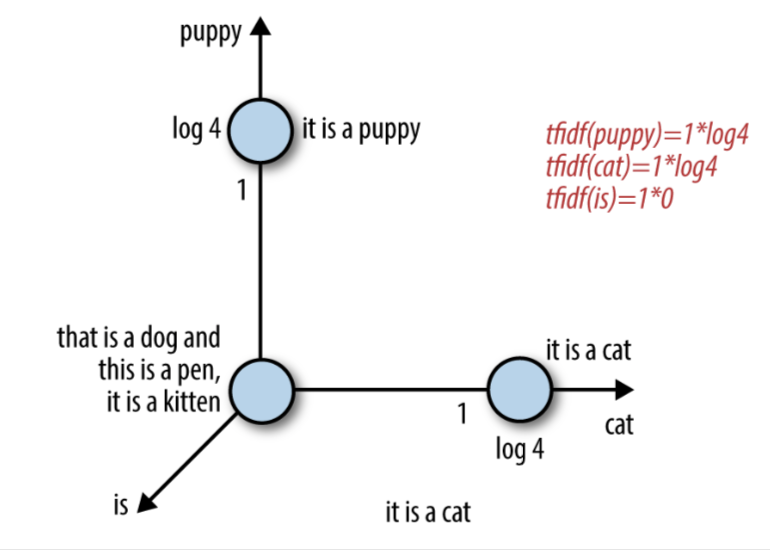 puppy
log 4
it is a puppy
1
tfidf(puppy)=1*log4
tfidf(cat)=1*log4
tfidf(is)=1*0
that is a dog and
this is a pen,
it is a kitten
it is a cat
1
cat
log 4
is
it is a cat